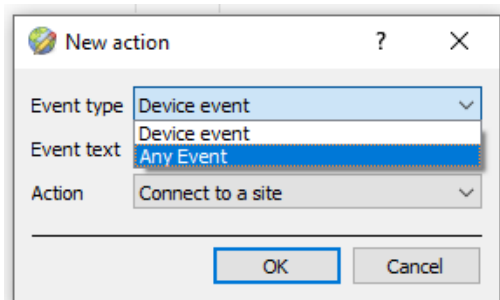 New action ? ×
Event type Device event
Device event
Event text
Any Event
Action Connect to a site
OK Cancel